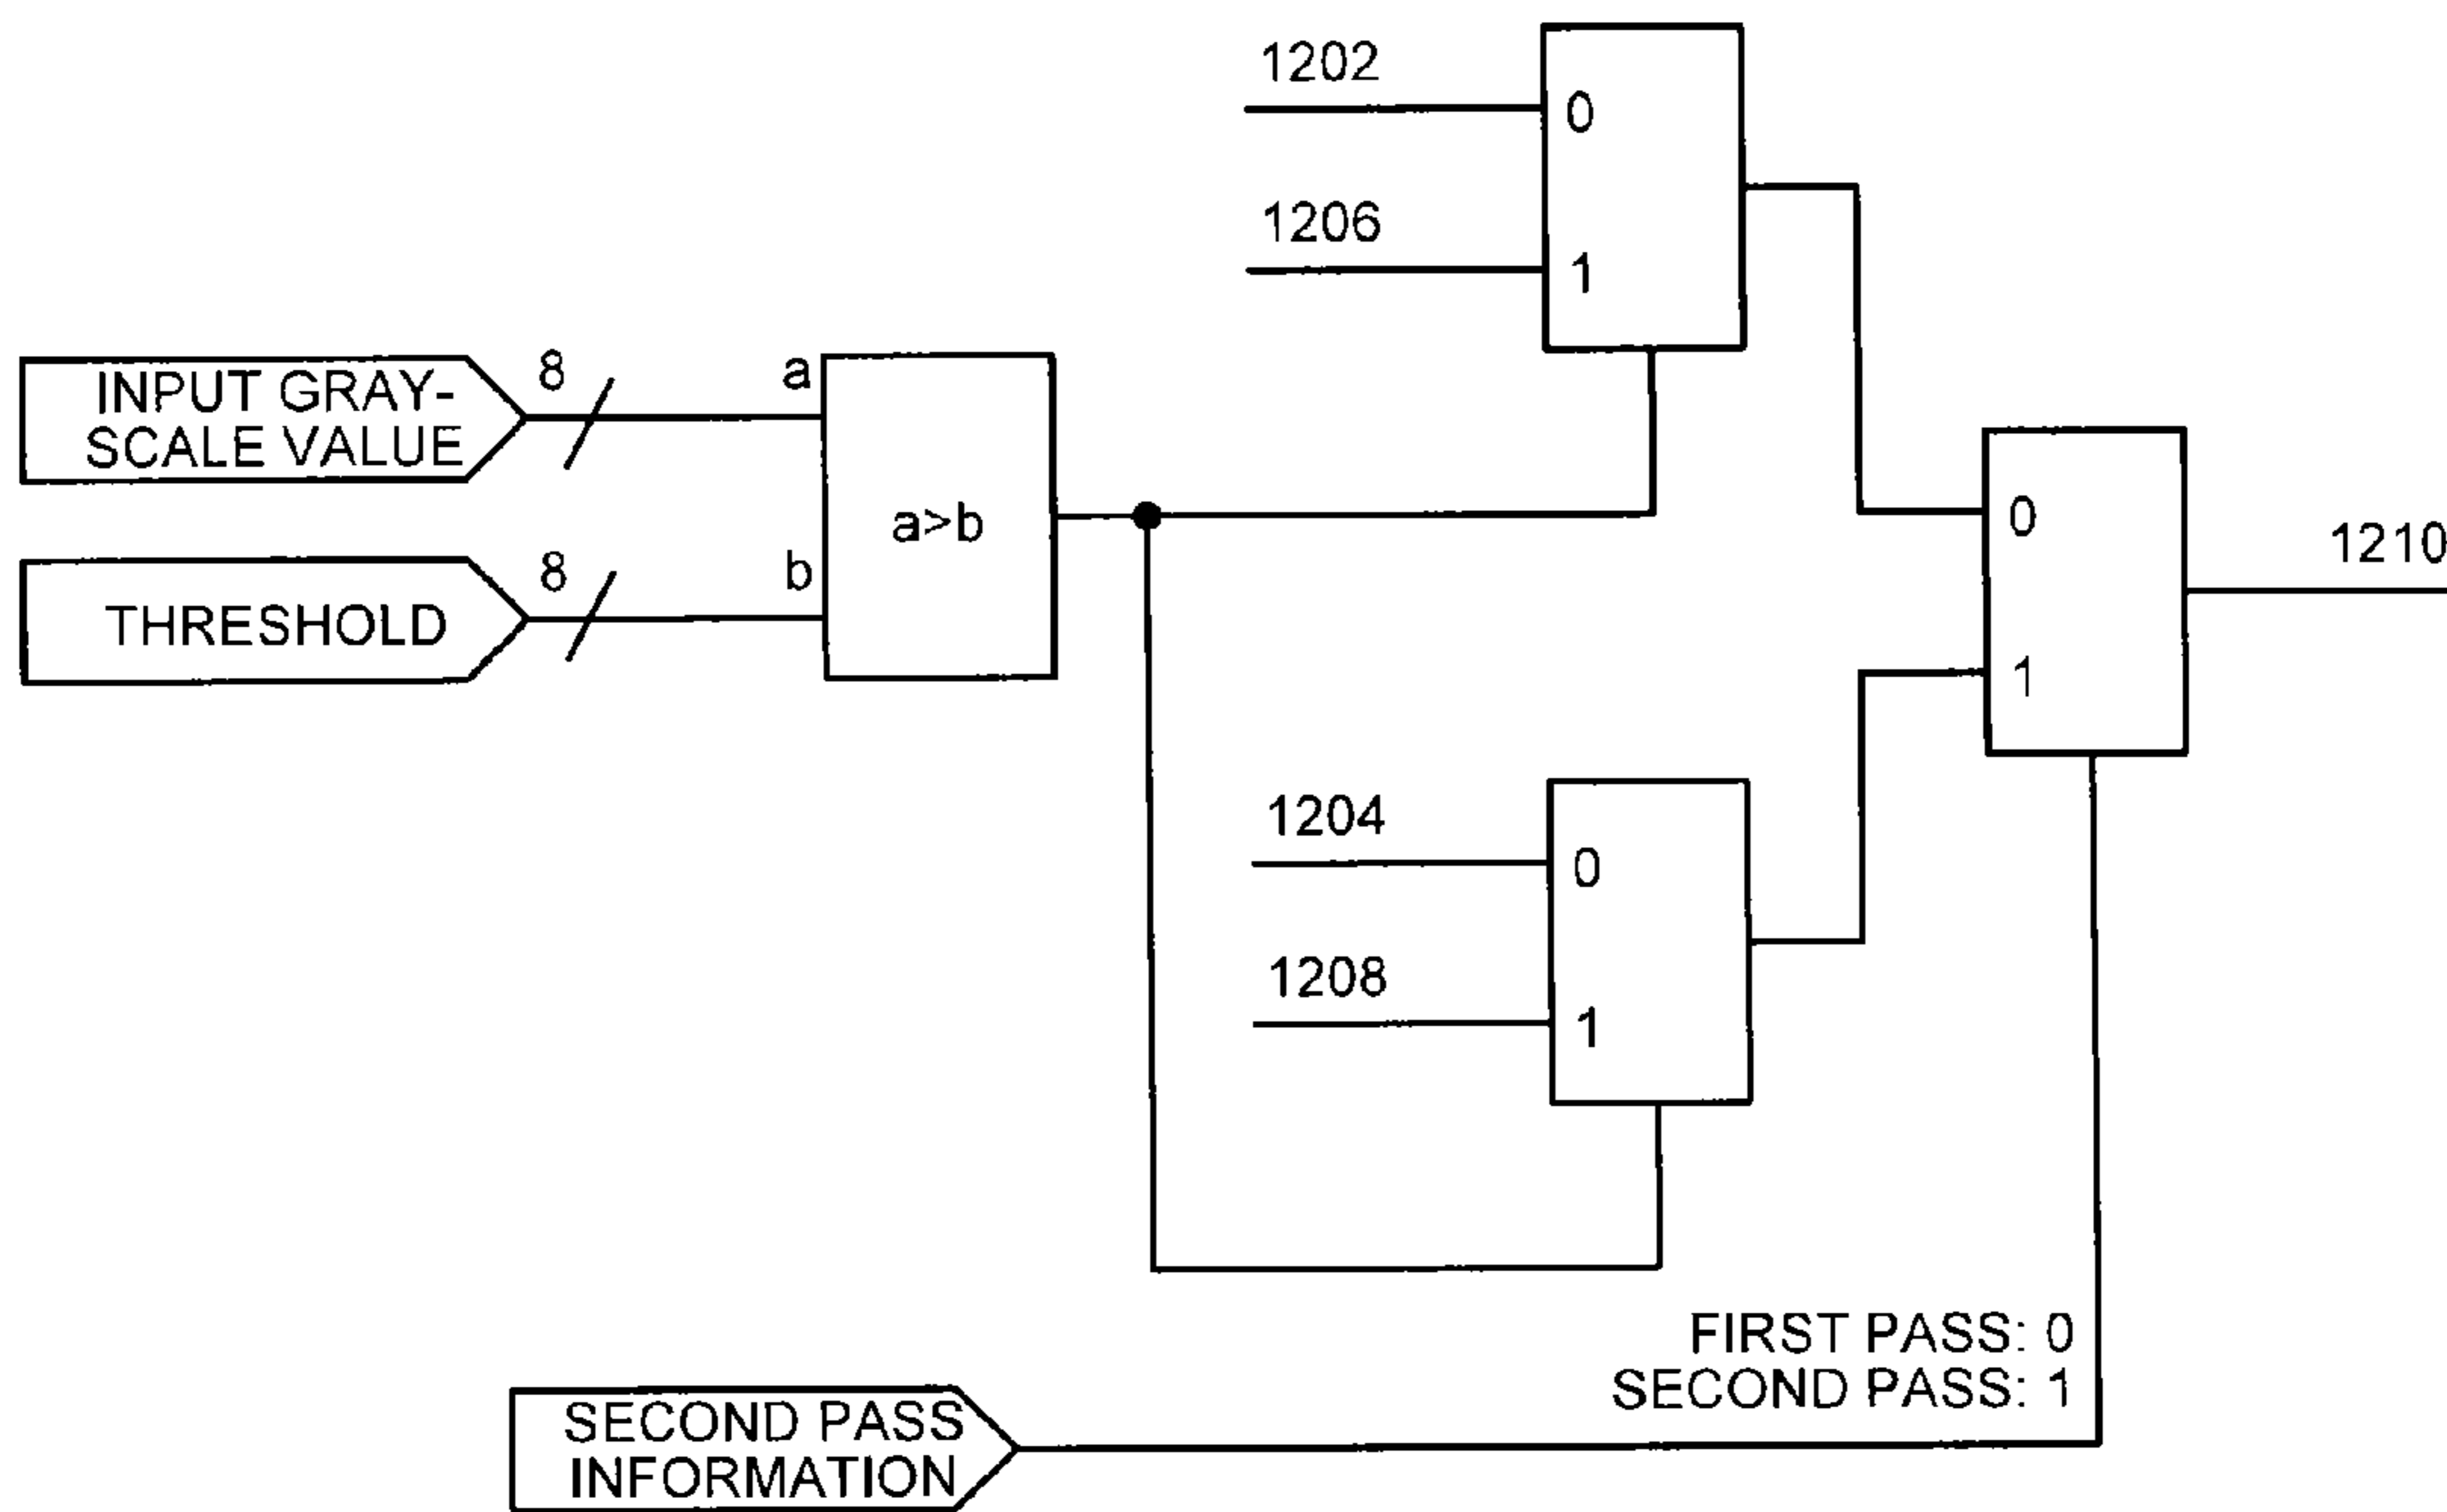 1202
0
1206
1
INPUT GRAY-
SCALE VALUE
8
a
THRESHOLD
8
b
a>b
0
1
1210
1204
0
1208
1
FIRST PASS: 0
SECOND PASS: 1
SECOND PASS
INFORMATION